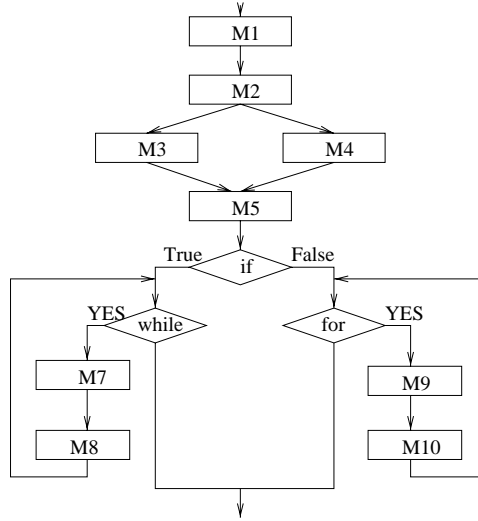 M1
M2
M3
M4
M5
True
if
False
YES
while
for
YES
M7
M9
M8
M10